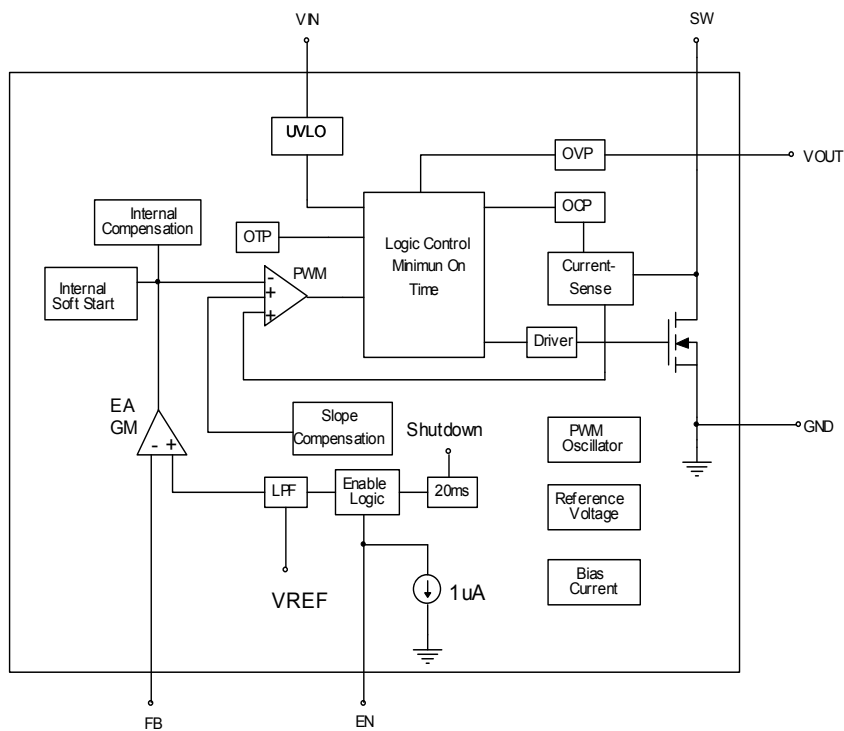 VIN
SW
UVLO
OVP
VOUT
Internal
Compensation
OTP
OCP
Logic Control
Minimun On
Time
PWM
-
+
+
Current-
Sense
Internal
Soft Start
Driver
EA
GM
- +
Slope
Compensation
Shutdown
PWM
Oscillator
GND
LPF
Enable
Logic
20ms
Reference
Voltage
VREF
1uA
Bias
Current
FB
EN